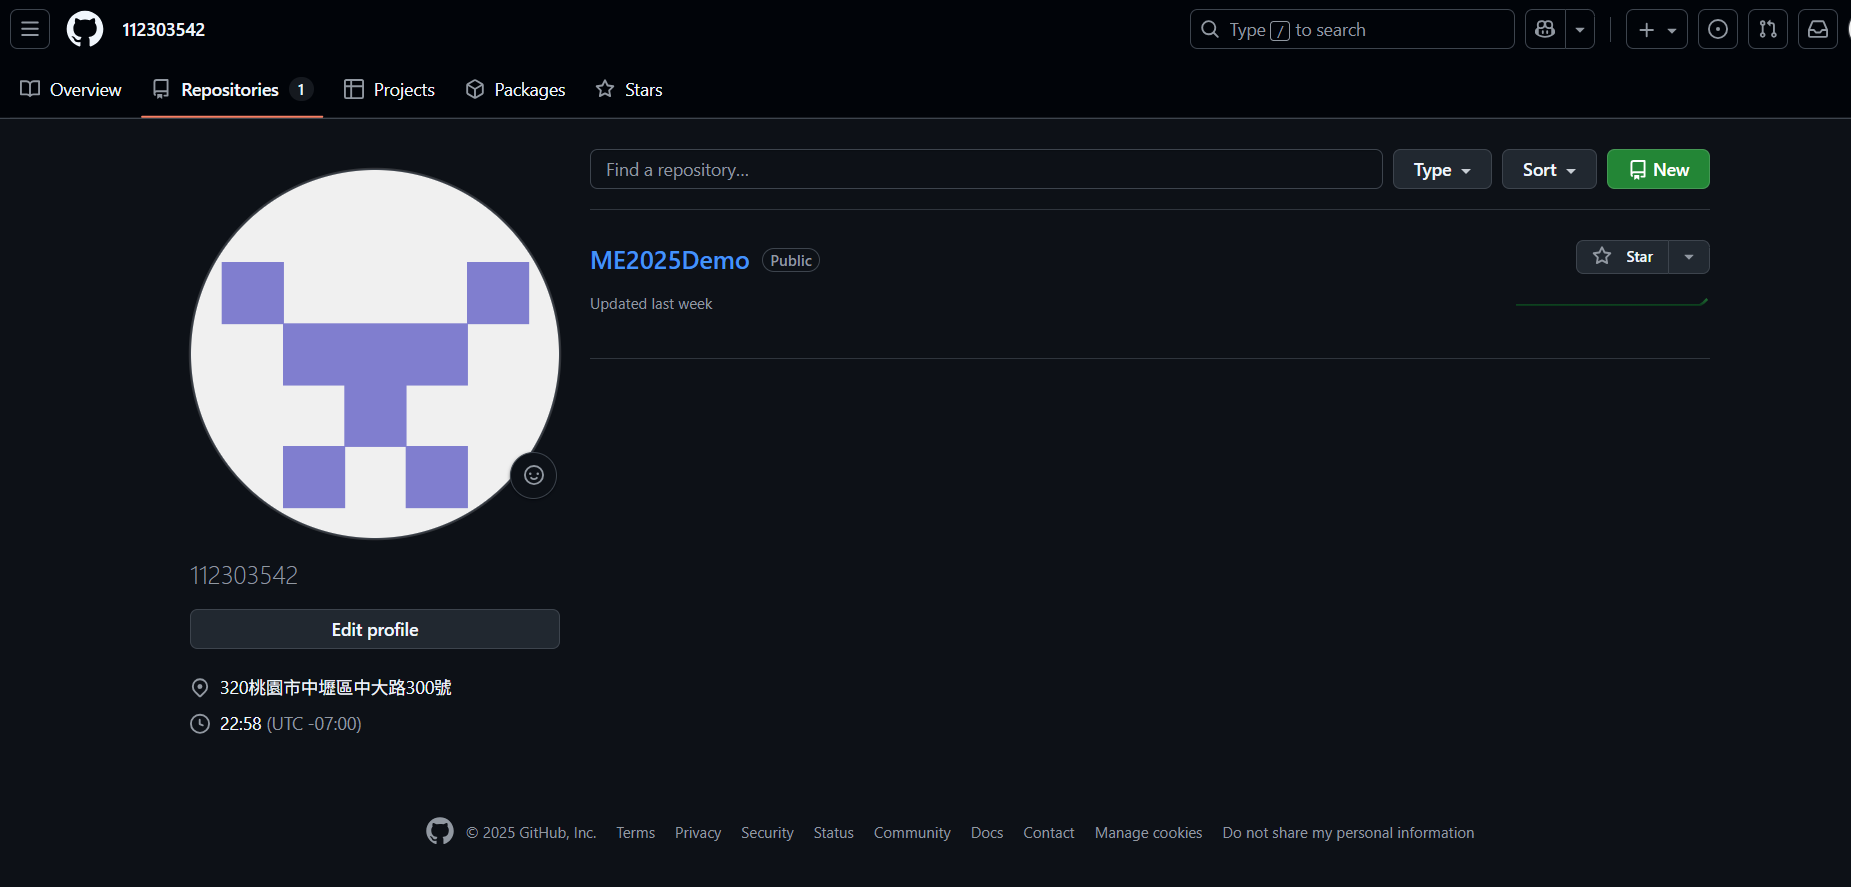 112303542
Type / to search
Overview
Repositories 1
Projects
Packages
Stars
Find a repository...
Type
Sort
New
ME2025Demo Public
Star
Updated last week
112303542
Edit profile
320桃園市中壢區中大路300號
22:58 (UTC -07:00)
© 2025 GitHub, Inc. Terms Privacy Security Status Community Docs Contact Manage cookies Do not share my personal information